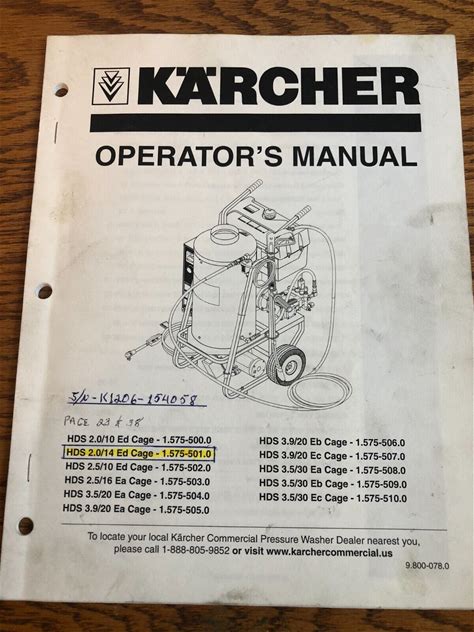 KÄRCHER
OPERATOR'S MANUAL
S/N-K1206-154058
PAGE 23 & 38
HDS 2.0/10 Ed Cage - 1.575-500.0
HDS 2.0/14 Ed Cage - 1.575-501.0
HDS 2.5/10 Ed Cage - 1.575-502.0
HDS 2.5/16 Ea Cage - 1.575-503.0
HDS 3.5/20 Ea Cage - 1.575-504.0
HDS 3.9/20 Ea Cage - 1.575-505.0
HDS 3.9/20 Eb Cage - 1.575-506.0
HDS 3.9/20 Ec Cage - 1.575-507.0
HDS 3.5/30 Ea Cage - 1.575-508.0
HDS 3.5/30 Eb Cage - 1.575-509.0
HDS 3.5/30 Ec Cage - 1.575-510.0
To locate your local Kärcher Commercial Pressure Washer Dealer nearest you,
please call 1-888-805-9852 or visit www.karchercommercial.us
9.800-078.0